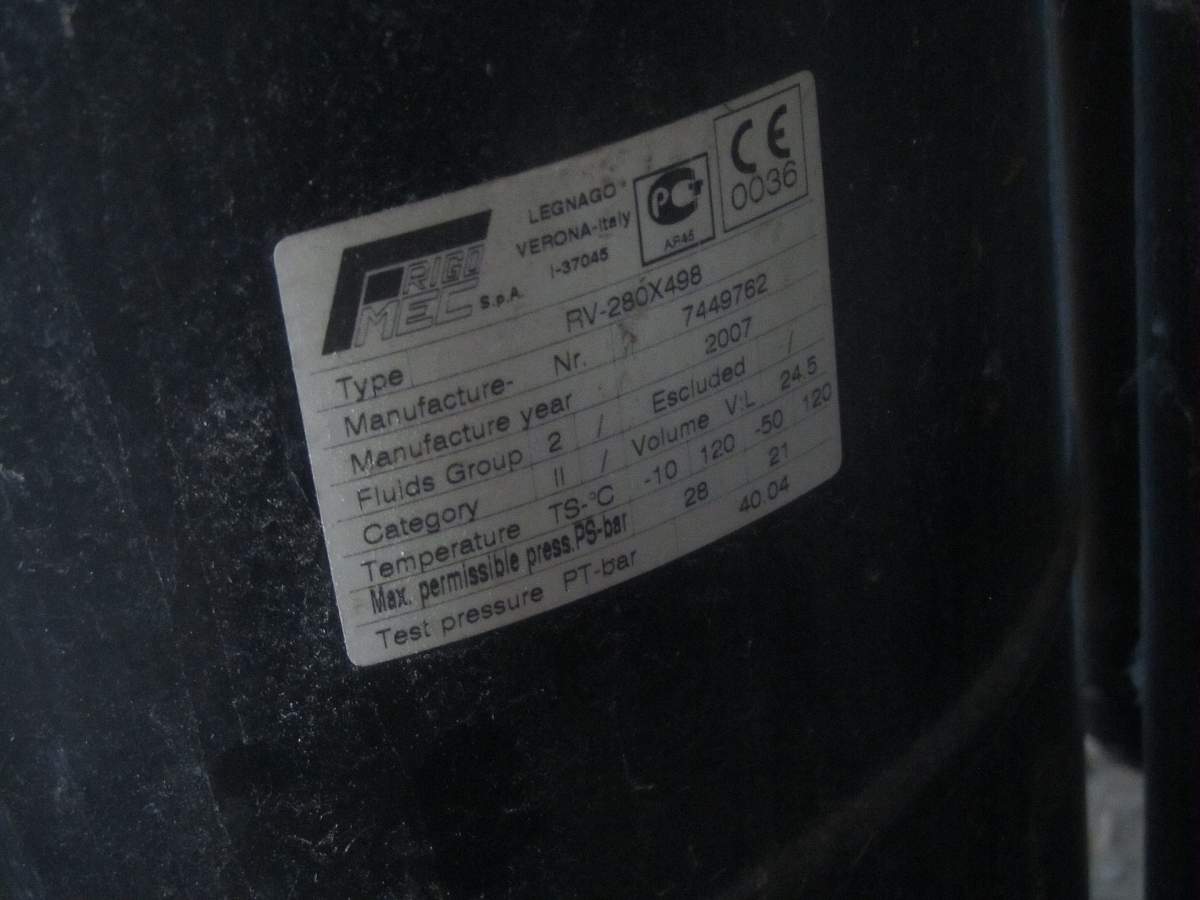 FRIGO
MEC S.p.A.
LEGNAGO
VERONA-Italy
I-37045
PCT
AR45
CE
0036
Type RV-280X498
Manufacture- Nr. 7449762
Manufacture year 2007
Fluids Group 2 / Escluded /
Category II / Volume V:L 24.5
Temperature TS-°C -10 120 -50 120
Max. permissible press.PS-bar 28 21
Test pressure PT-bar 40.04